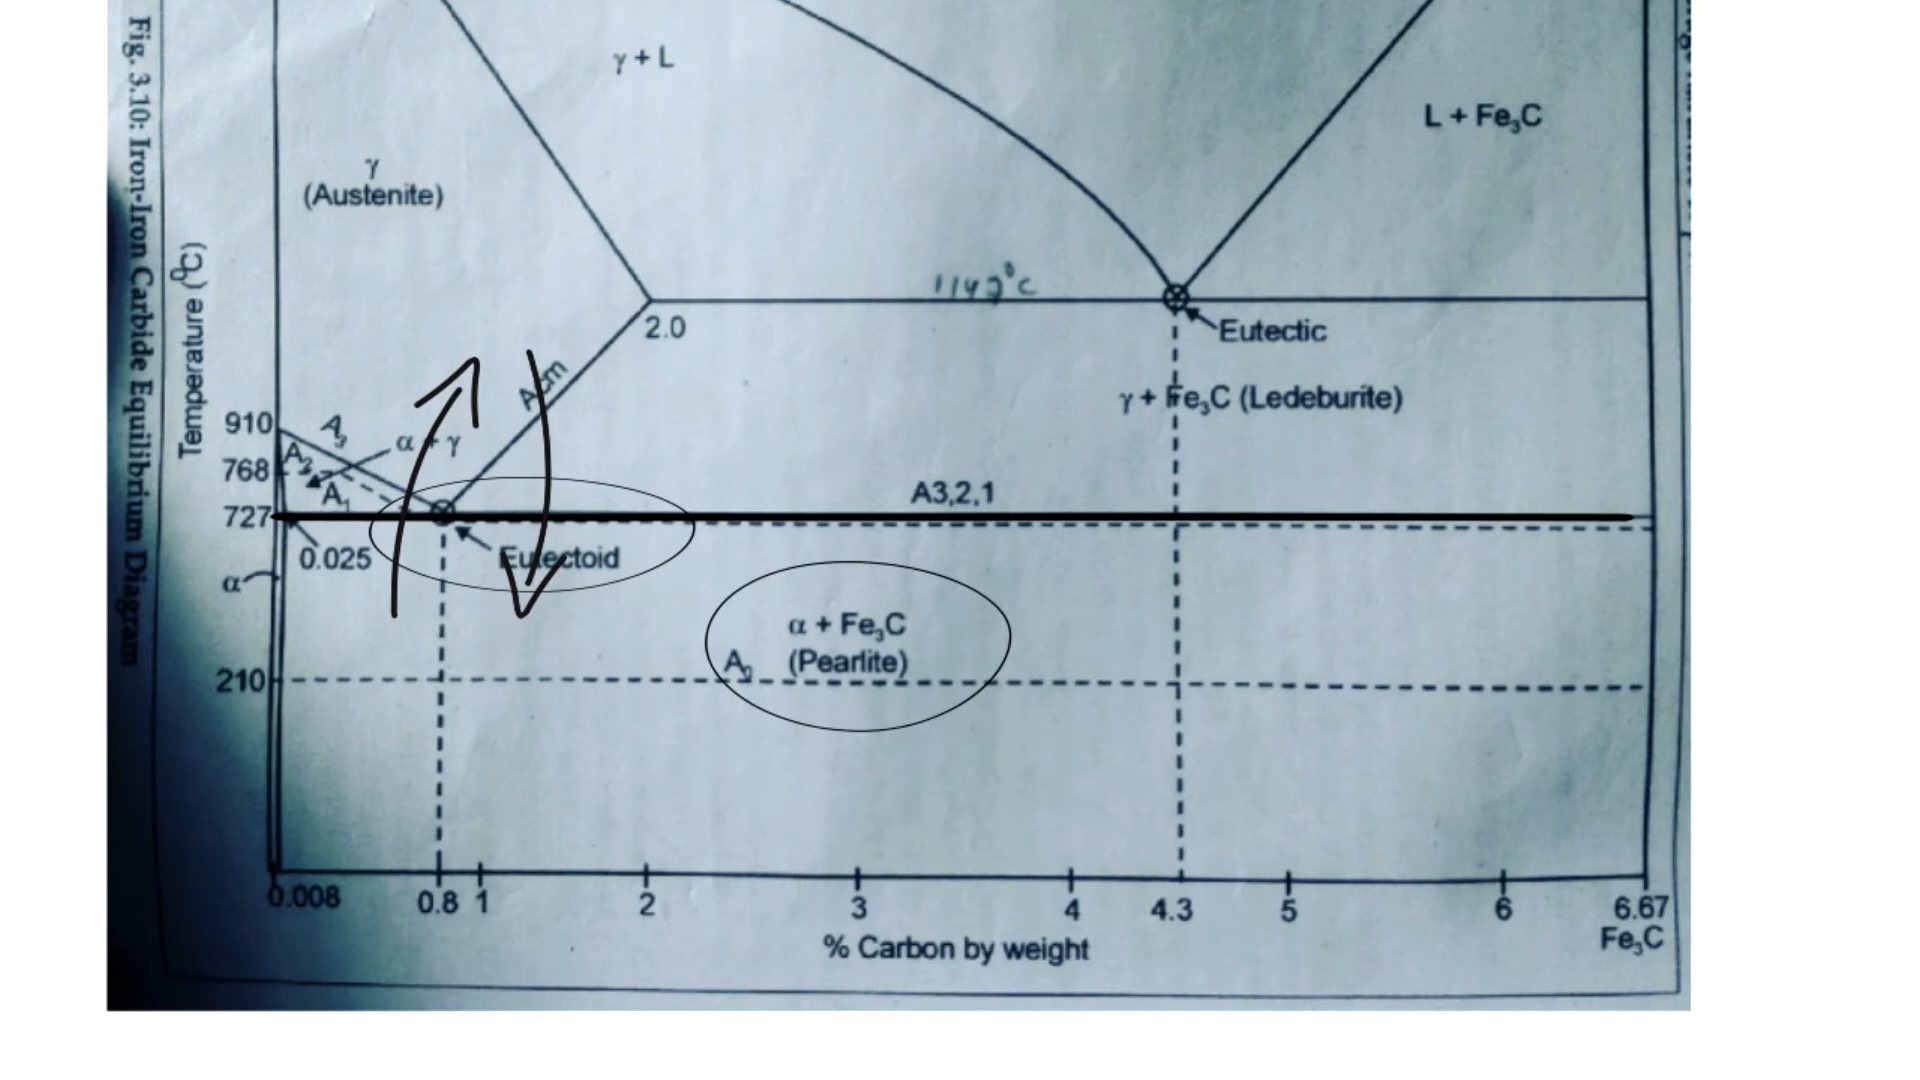 Fig. 3.10: Iron-Iron Carbide Equilibrium Diagram
Temperature (°C)
γ + L
L + Fe₃C
γ
(Austenite)
1147°C
2.0
Eutectic
Acm
γ + Fe₃C (Ledeburite)
910
A₃
α + γ
A₂
768
A₁
A3,2,1
727
0.025
Eutectoid
α
α + Fe₃C
A₀ (Pearlite)
210
0.008 0.8 1 2 3 4 4.3 5 6 6.67
% Carbon by weight
Fe₃C